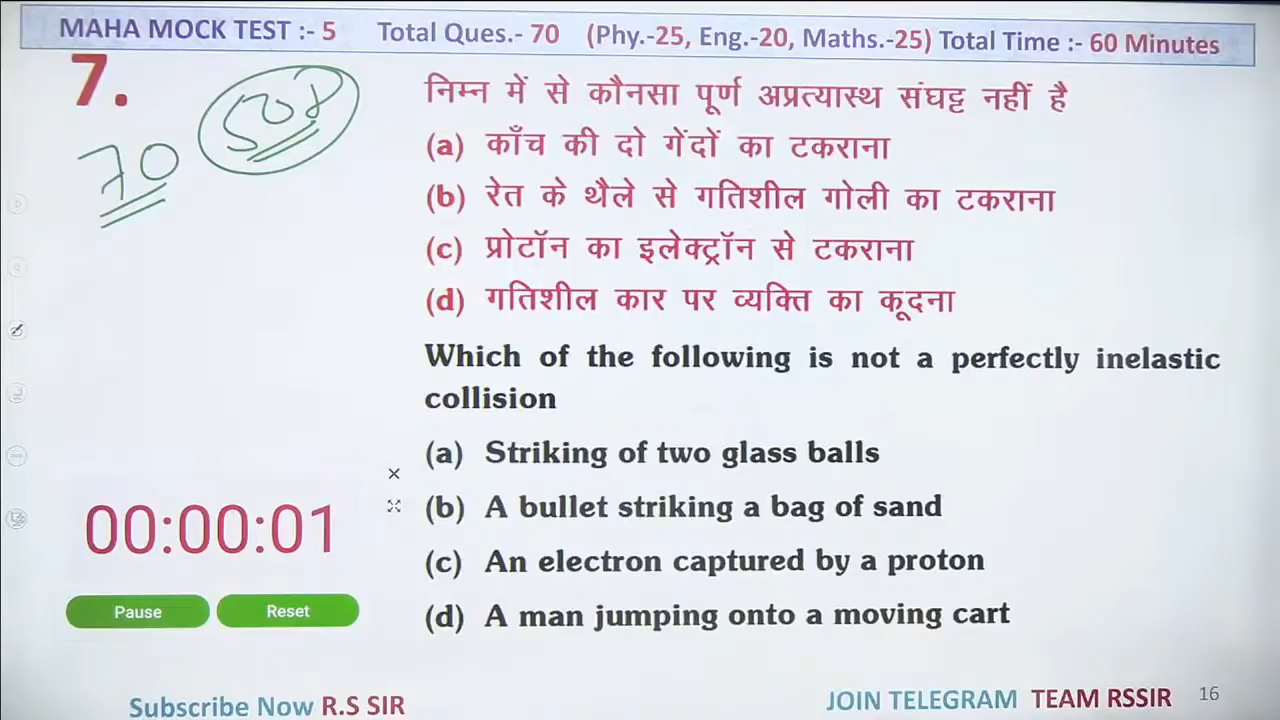 MAHA MOCK TEST :- 5 Total Ques.- 70 (Phy.-25, Eng.-20, Maths.-25) Total Time :- 60 Minutes
7.
70
508
निम्न में से कौनसा पूर्ण अप्रत्यास्थ संघट्ट नहीं है
(a) काँच की दो गेंदों का टकराना
(b) रेत के थैले से गतिशील गोली का टकराना
(c) प्रोटॉन का इलेक्ट्रॉन से टकराना
(d) गतिशील कार पर व्यक्ति का कूदना
Which of the following is not a perfectly inelastic
collision
(a) Striking of two glass balls
(b) A bullet striking a bag of sand
(c) An electron captured by a proton
(d) A man jumping onto a moving cart
00:00:01
Pause Reset
Subscribe Now R.S SIR
JOIN TELEGRAM TEAM RSSIR 16